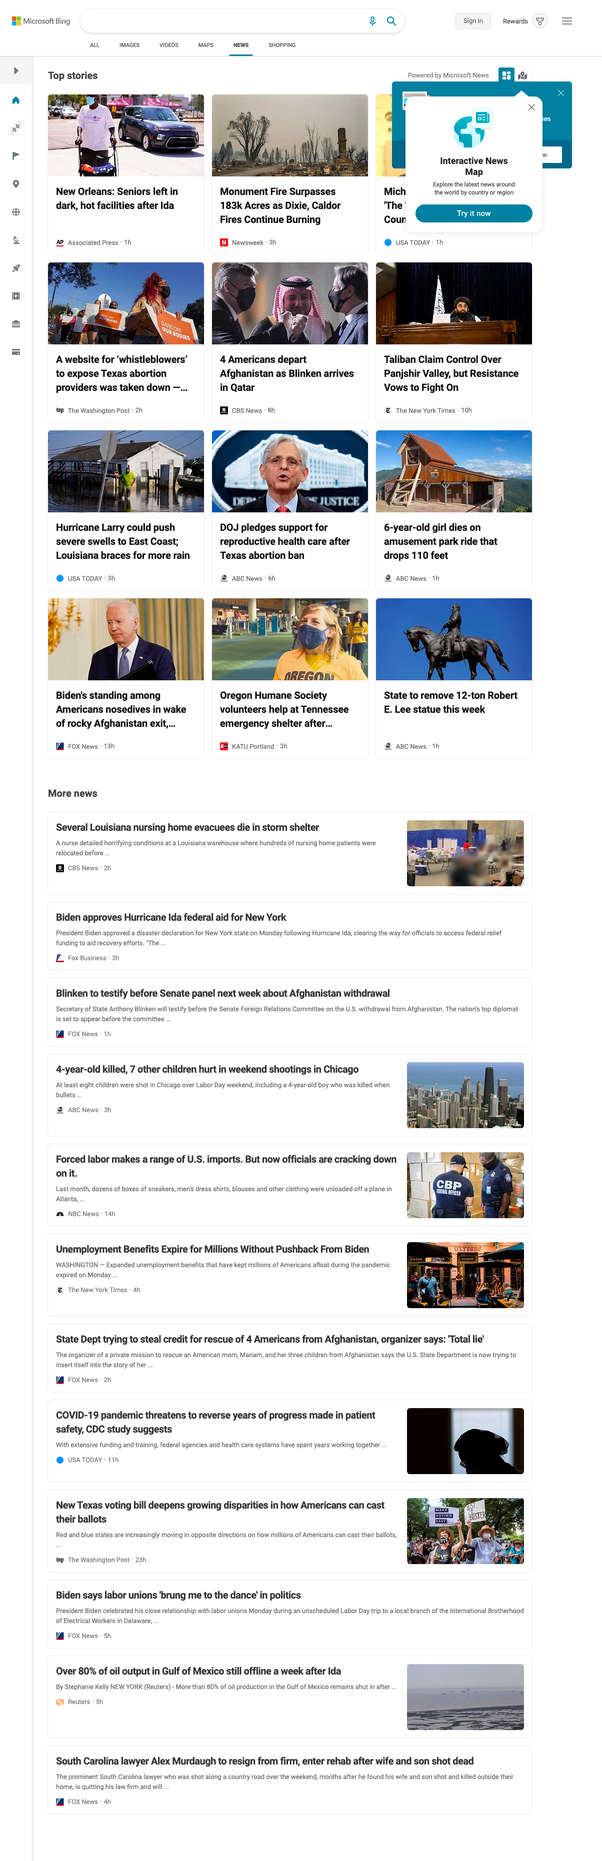 Microsoft Bing
Sign in
Rewards
ALL
IMAGES
VIDEOS
MAPS
NEWS
SHOPPING
Top stories
Powered by Microsoft News
Interactive News
Map
Explore the latest news around
the world by country or region
Try it now
New Orleans: Seniors left in
dark, hot facilities after Ida
AP Associated Press · 1h
Monument Fire Surpasses
183k Acres as Dixie, Caldor
Fires Continue Burning
N Newsweek · 3h
Mich
'The
Coun
USA TODAY · 1h
A website for ‘whistleblowers’
to expose Texas abortion
providers was taken down —...
wp The Washington Post · 2h
4 Americans depart
Afghanistan as Blinken arrives
in Qatar
CBS News · 8h
Taliban Claim Control Over
Panjshir Valley, but Resistance
Vows to Fight On
The New York Times · 10h
Hurricane Larry could push
severe swells to East Coast;
Louisiana braces for more rain
USA TODAY · 3h
DOJ pledges support for
reproductive health care after
Texas abortion ban
ABC News · 6h
6-year-old girl dies on
amusement park ride that
drops 110 feet
ABC News · 1h
Biden's standing among
Americans nosedives in wake
of rocky Afghanistan exit,...
FOX News · 13h
OREGON
Oregon Humane Society
volunteers help at Tennessee
emergency shelter after...
KATU Portland · 3h
State to remove 12-ton Robert
E. Lee statue this week
ABC News · 1h
More news
Several Louisiana nursing home evacuees die in storm shelter
A nurse detailed horrifying conditions at a Louisiana warehouse where hundreds of nursing home patients were
relocated before ...
CBS News · 2h
Biden approves Hurricane Ida federal aid for New York
President Biden approved a disaster declaration for New York state on Monday following Hurricane Ida, clearing the way for officials to access federal relief
funding to aid recovery efforts. "The ...
Fox Business · 3h
Blinken to testify before Senate panel next week about Afghanistan withdrawal
Secretary of State Anthony Blinken will testify before the Senate Foreign Relations Committee on the U.S. withdrawal from Afghanistan. The nation's top diplomat
is set to appear before the committee ...
FOX News · 1h
4-year-old killed, 7 other children hurt in weekend shootings in Chicago
At least eight children were shot in Chicago over Labor Day weekend, including a 4-year-old boy who was killed when
bullets ...
ABC News · 3h
Forced labor makes a range of U.S. imports. But now officials are cracking down
on it.
Last month, dozens of boxes of sneakers, men's dress shirts, blouses and other clothing were unloaded off a plane in
Atlanta, ...
NBC News · 14h
CBP
FEDERAL OFFICER
Unemployment Benefits Expire for Millions Without Pushback From Biden
WASHINGTON — Expanded unemployment benefits that have kept millions of Americans afloat during the pandemic
expired on Monday ...
The New York Times · 4h
State Dept trying to steal credit for rescue of 4 Americans from Afghanistan, organizer says: 'Total lie'
The organizer of a private mission to rescue an American mom, Mariam, and her three children from Afghanistan says the U.S. State Department is now trying to
insert itself into the story of her ...
FOX News · 2h
COVID-19 pandemic threatens to reverse years of progress made in patient
safety, CDC study suggests
With extensive funding and training, federal agencies and health care systems have spent years working together ...
USA TODAY · 11h
New Texas voting bill deepens growing disparities in how Americans can cast
their ballots
Red and blue states are increasingly moving in opposite directions on how millions of Americans can cast their ballots,
...
wp The Washington Post · 23h
Biden says labor unions 'brung me to the dance' in politics
President Biden celebrated his close relationship with labor unions Monday during an unscheduled Labor Day trip to a local branch of the International Brotherhood
of Electrical Workers in Delaware, ...
FOX News · 5h
Over 80% of oil output in Gulf of Mexico still offline a week after Ida
By Stephanie Kelly NEW YORK (Reuters) - More than 80% of oil production in the Gulf of Mexico remains shut in after ...
Reuters · 5h
South Carolina lawyer Alex Murdaugh to resign from firm, enter rehab after wife and son shot dead
The prominent South Carolina lawyer who was shot along a country road over the weekend, months after he found his wife and son shot and killed outside their
home, is quitting his law firm and will ...
FOX News · 4h